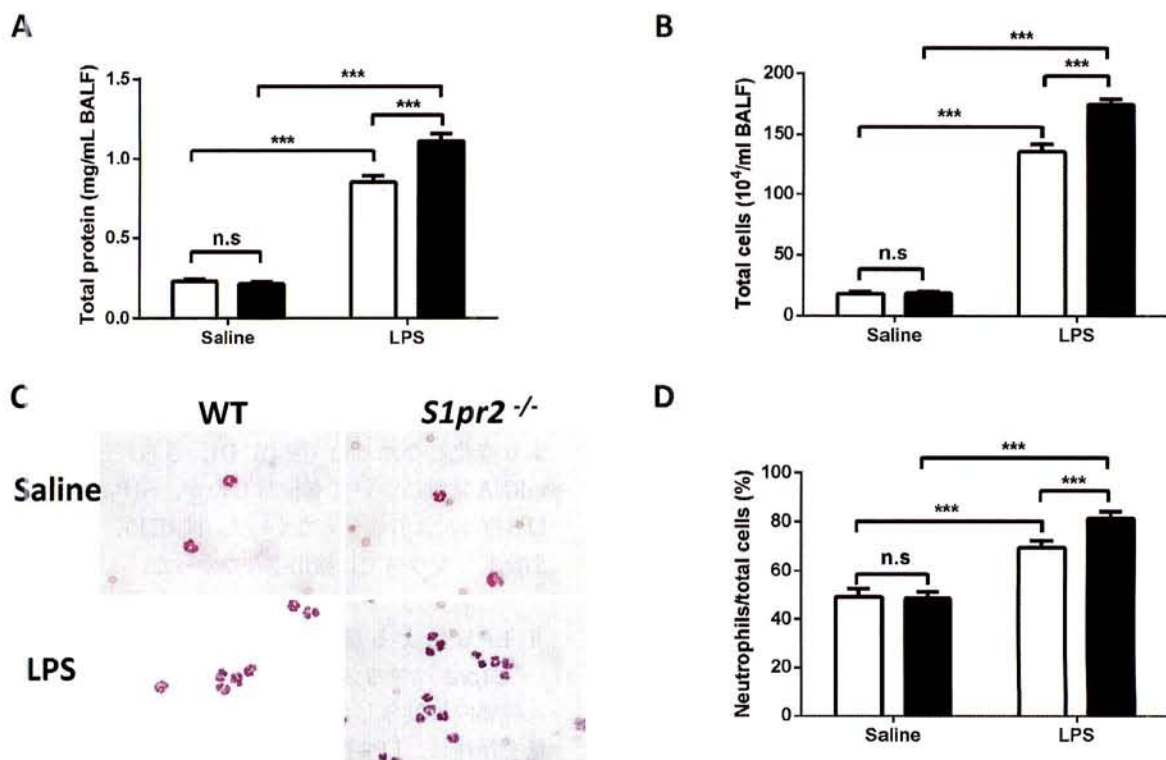 A
Total protein (mg/mL BALF)
1.5
1.0
0.5
0.0
***
***
***
n.s
Saline
LPS
B
Total cells (10⁴/ml BALF)
200
150
100
50
0
***
***
***
n.s
Saline
LPS
C
WT
S1pr2 -/-
Saline
LPS
D
Neutrophils/total cells (%)
100
80
60
40
20
0
***
***
***
n.s
Saline
LPS